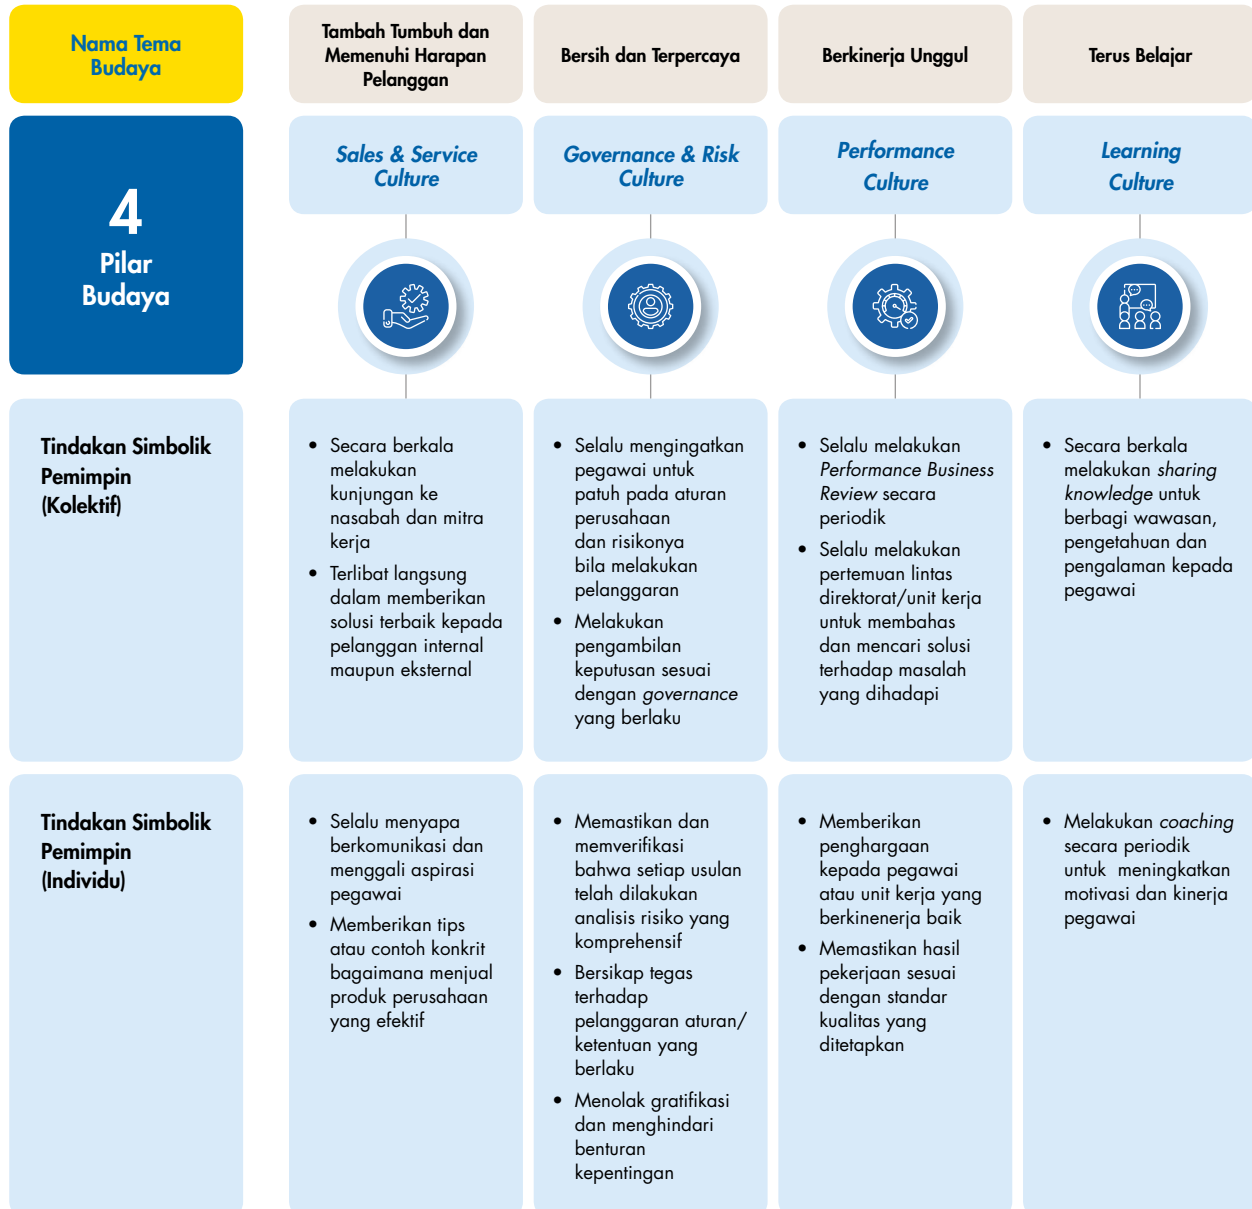 Nama Tema
Budaya
Tambah Tumbuh dan
Memenuhi Harapan
Pelanggan
Bersih dan Terpercaya
Berkinerja Unggul
Terus Belajar
4
Pilar
Budaya
Sales & Service
Culture
Governance & Risk
Culture
Performance
Culture
Learning
Culture
Tindakan Simbolik
Pemimpin
(Kolektif)
• Secara berkala
melakukan
kunjungan ke
nasabah dan mitra
kerja
• Terlibat langsung
dalam memberikan
solusi terbaik kepada
pelanggan internal
maupun eksternal
• Selalu mengingatkan
pegawai untuk
patuh pada aturan
perusahaan
dan risikonya
bila melakukan
pelanggaran
• Melakukan
pengambilan
keputusan sesuai
dengan governance
yang berlaku
• Selalu melakukan
Performance Business
Review secara
periodik
• Selalu melakukan
pertemuan lintas
direktorat/unit kerja
untuk membahas
dan mencari solusi
terhadap masalah
yang dihadapi
• Secara berkala
melakukan sharing
knowledge untuk
berbagi wawasan,
pengetahuan dan
pengalaman kepada
pegawai
Tindakan Simbolik
Pemimpin
(Individu)
• Selalu menyapa
berkomunikasi dan
menggali aspirasi
pegawai
• Memberikan tips
atau contoh konkrit
bagaimana menjual
produk perusahaan
yang efektif
• Memastikan dan
memverifikasi
bahwa setiap usulan
telah dilakukan
analisis risiko yang
komprehensif
• Bersikap tegas
terhadap
pelanggaran aturan/
ketentuan yang
berlaku
• Menolak gratifikasi
dan menghindari
benturan
kepentingan
• Memberikan
penghargaan
kepada pegawai
atau unit kerja yang
berkinenerja baik
• Memastikan hasil
pekerjaan sesuai
dengan standar
kualitas yang
ditetapkan
• Melakukan coaching
secara periodik
untuk meningkatkan
motivasi dan kinerja
pegawai